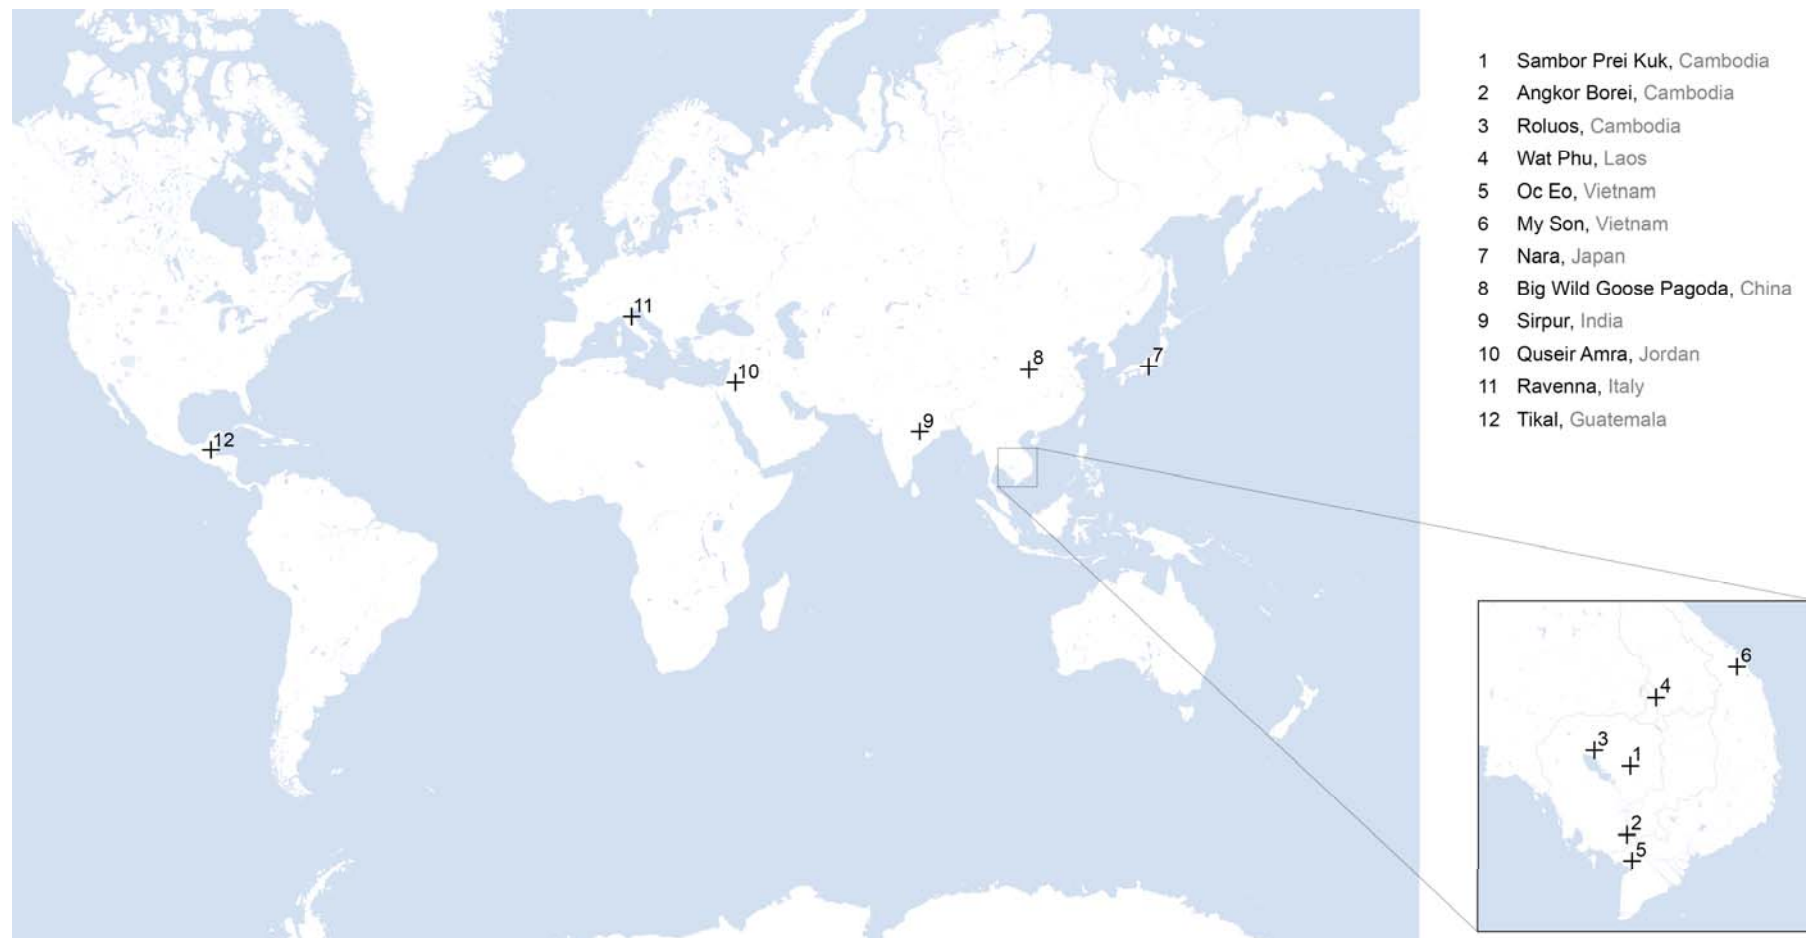 1 Sambor Prei Kuk, Cambodia
2 Angkor Borei, Cambodia
3 Roluos, Cambodia
4 Wat Phu, Laos
5 Oc Eo, Vietnam
6 My Son, Vietnam
7 Nara, Japan
8 Big Wild Goose Pagoda, China
9 Sirpur, India
10 Quseir Amra, Jordan
11 Ravenna, Italy
12 Tikal, Guatemala
11
7
8
10
9
12
6
4
3
1
2
5